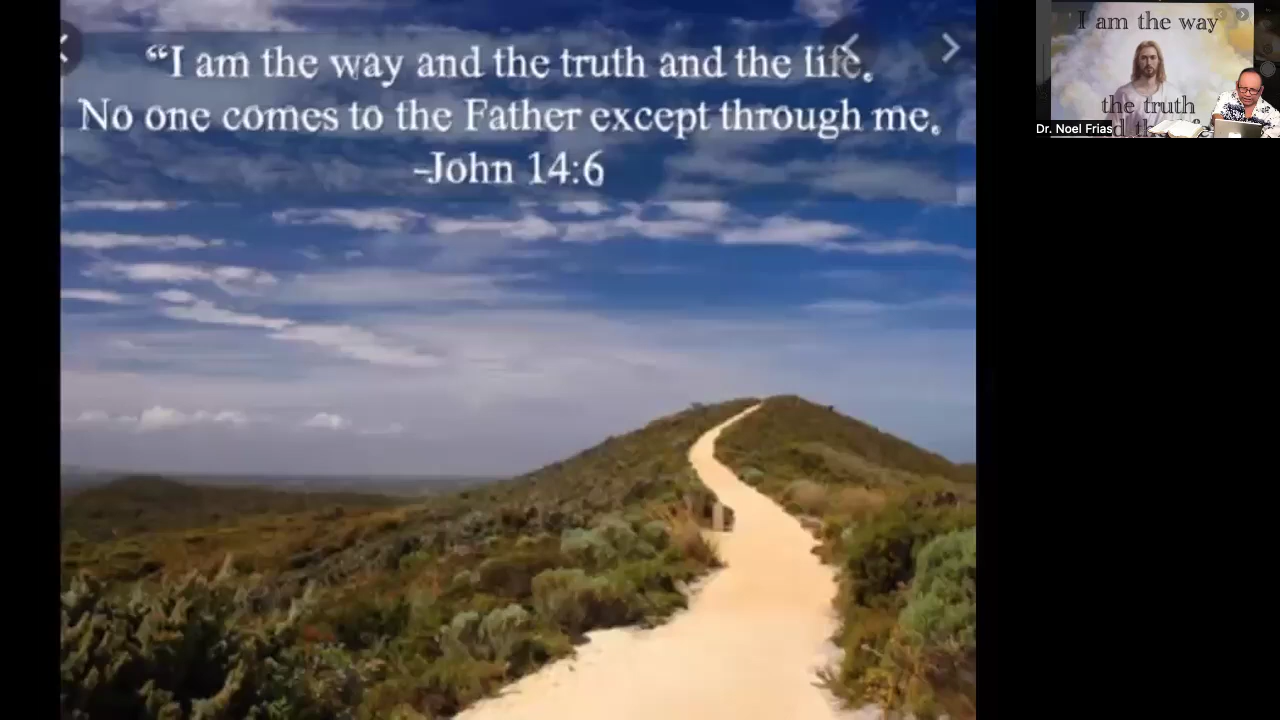 “I am the way and the truth and the life.
No one comes to the Father except through me.
-John 14:6
I am the way
the truth
Dr. Noel Frias